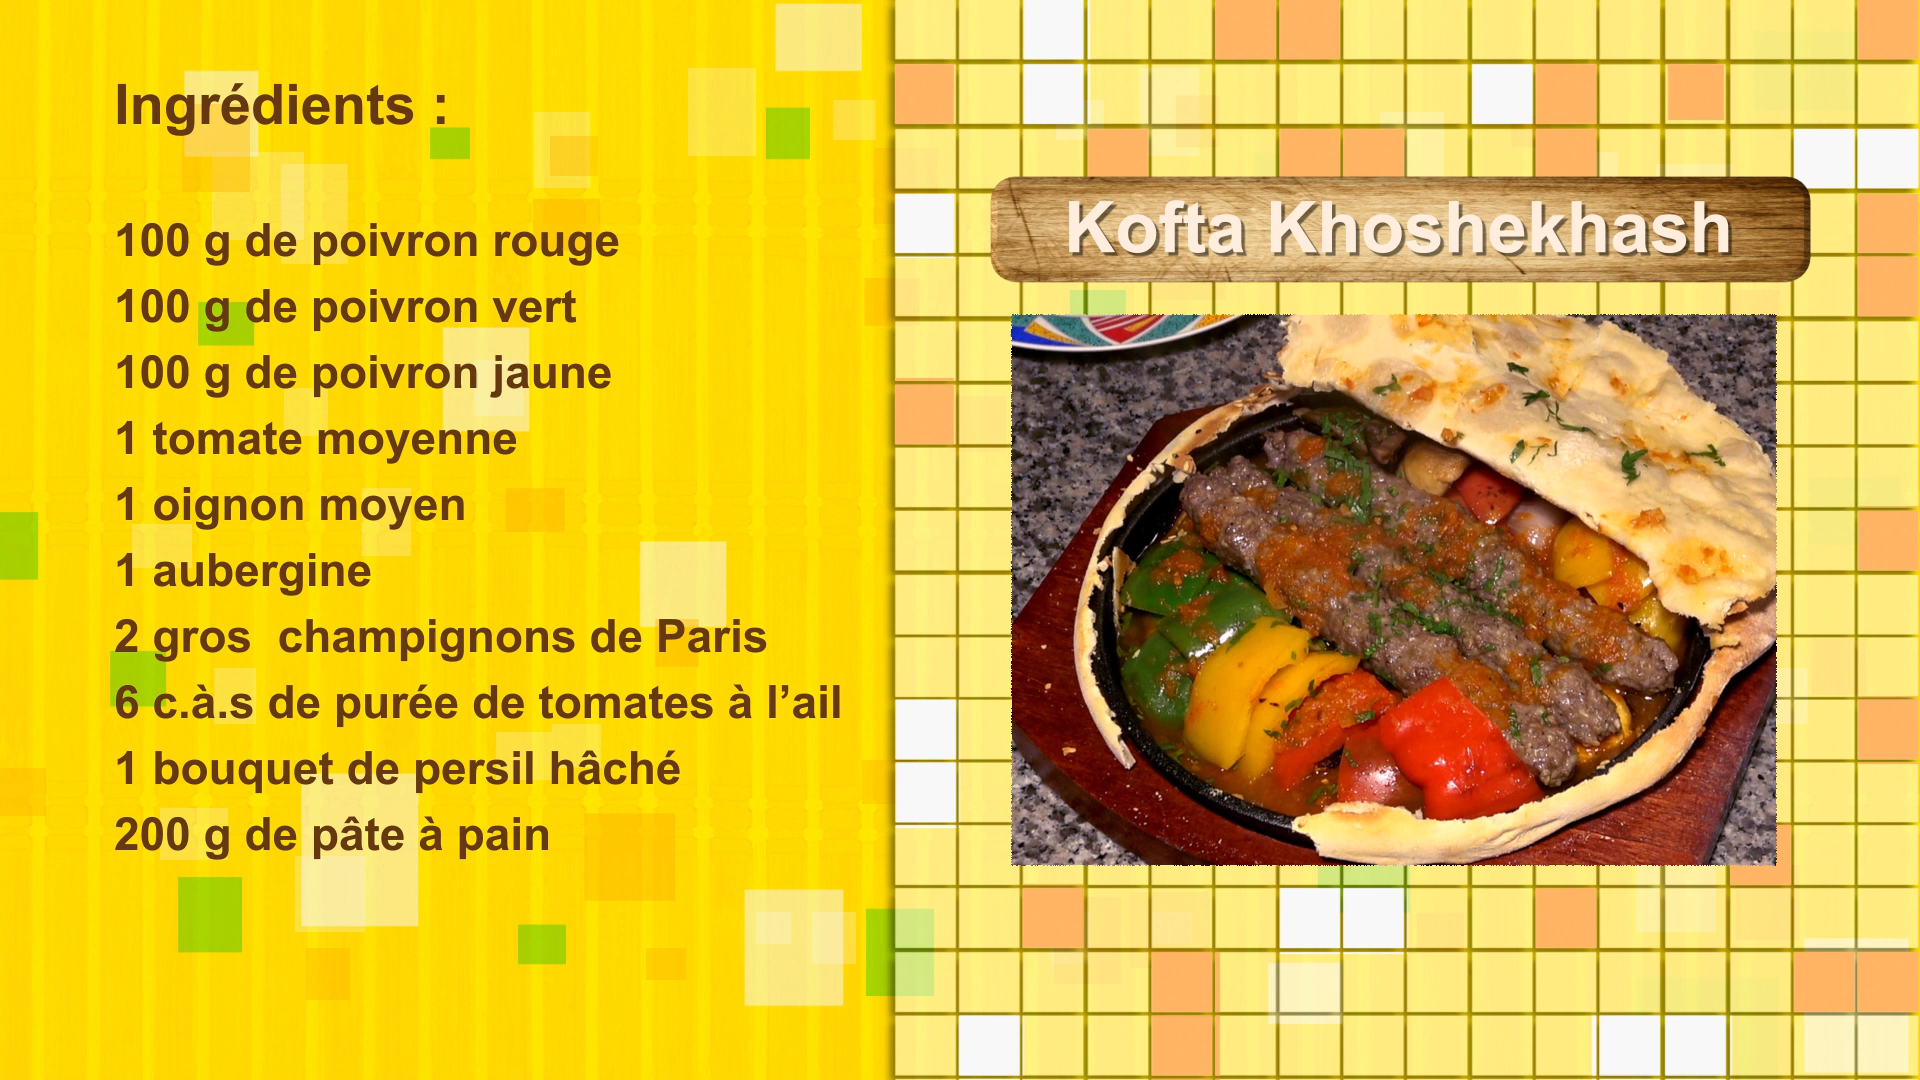 Ingrédients :
100 g de poivron rouge
100 g de poivron vert
100 g de poivron jaune
1 tomate moyenne
1 oignon moyen
1 aubergine
2 gros  champignons de Paris
6 c.à.s de purée de tomates à l’ail
1 bouquet de persil hâché
200 g de pâte à pain
Kofta Khoshekhash